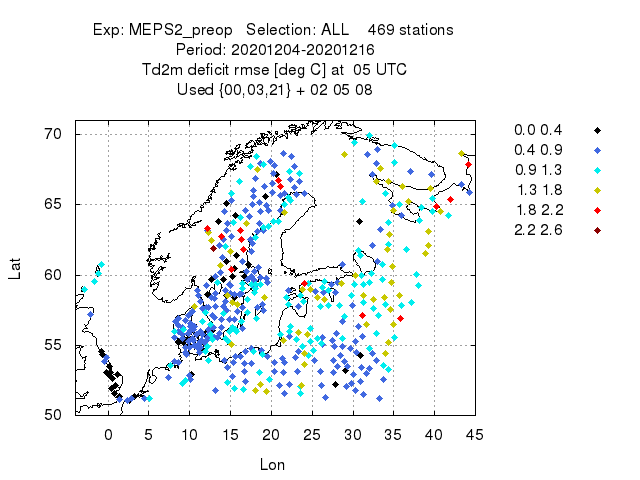 Exp: MEPS2_preop Selection: ALL 469 stations
Period: 20201204-20201216
Td2m deficit rmse [deg C] at 05 UTC
Used {00,03,21} + 02 05 08
0.0 0.4
0.4 0.9
0.9 1.3
1.3 1.8
1.8 2.2
2.2 2.6
70
65
60
55
50
Lat
0 5 10 15 20 25 30 35 40 45
Lon